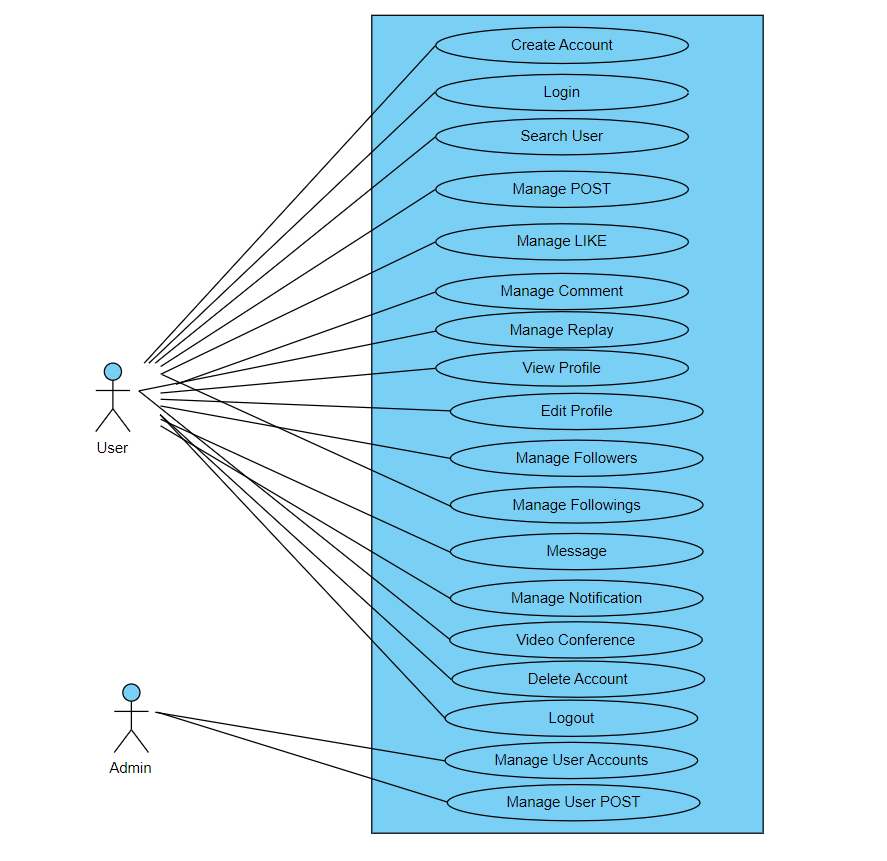 Create Account
Login
Search User
Manage POST
Manage LIKE
Manage Comment
Manage Replay
View Profile
Edit Profile
User
Manage Followers
Manage Followings
Message
Manage Notification
Video Conference
Delete Account
Logout
Manage User Accounts
Admin
Manage User POST